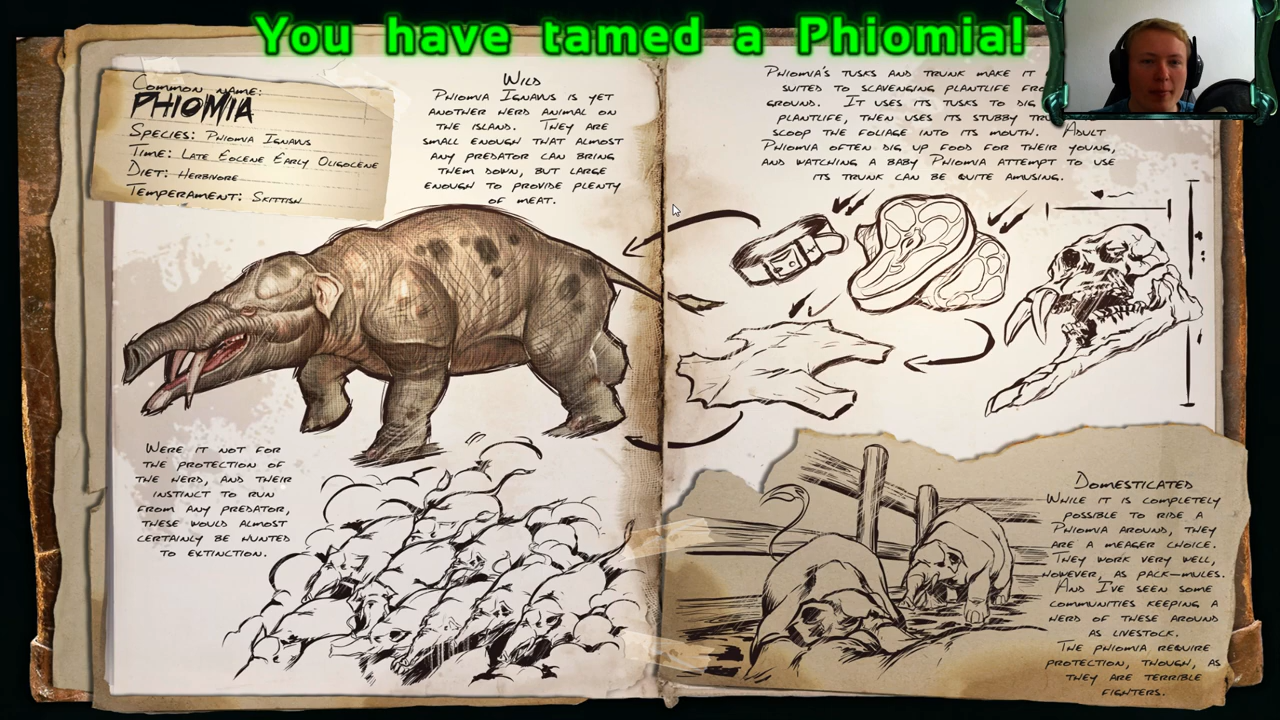 You have tamed a Phiomia!
Common name:
PHIOMIA
Species: Phiomia Ignavus
Time: Late Eocene Early Oligocene
Diet: Herbivore
Temperament: Skittish
Wild
Phiomia Ignavus is yet
another herd animal on
the island. They are
small enough that almost
any predator can bring
them down, but large
enough to provide plenty
of meat.
Were it not for
the protection of
the herd, and their
instinct to run
from any predator,
these would almost
certainly be hunted
to extinction.
Phiomia's tusks and trunk make it
suited to scavenging plantlife
ground. It uses its tusks to dig
plantlife, then uses its stubby
scoop the foliage into its mouth. Adult
Phiomia often dig up food for their young,
and watching a baby Phiomia attempt to use
its trunk can be quite amusing.
Domesticated
While it is completely
possible to ride a
Phiomia around, they
are a meager choice.
They work very well,
however, as pack-mules.
And I've seen some
communities keeping a
herd of these around
as livestock.
The phiomia require
protection, though, as
they are terrible
fighters.